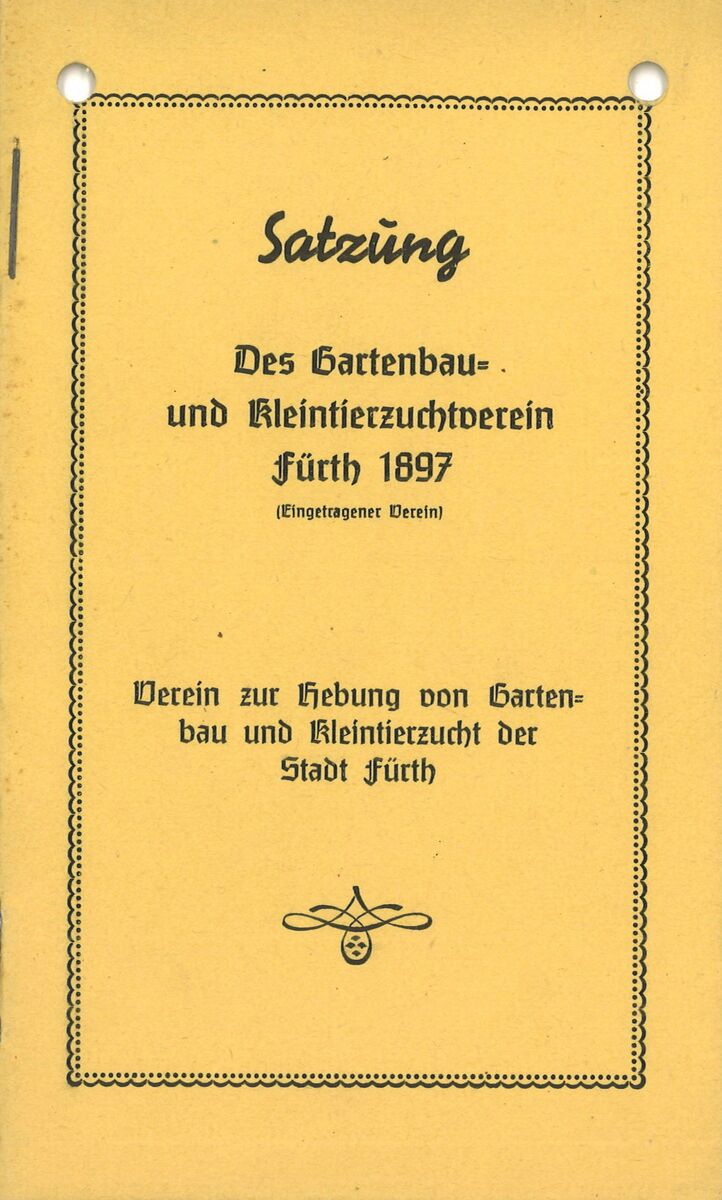 Satzung
Des Gartenbau-
und Kleintierzuchtverein
Fürth 1897
(Eingetragener Verein)
Verein zur Hebung von Garten-
bau und Kleintierzucht der
Stadt Fürth